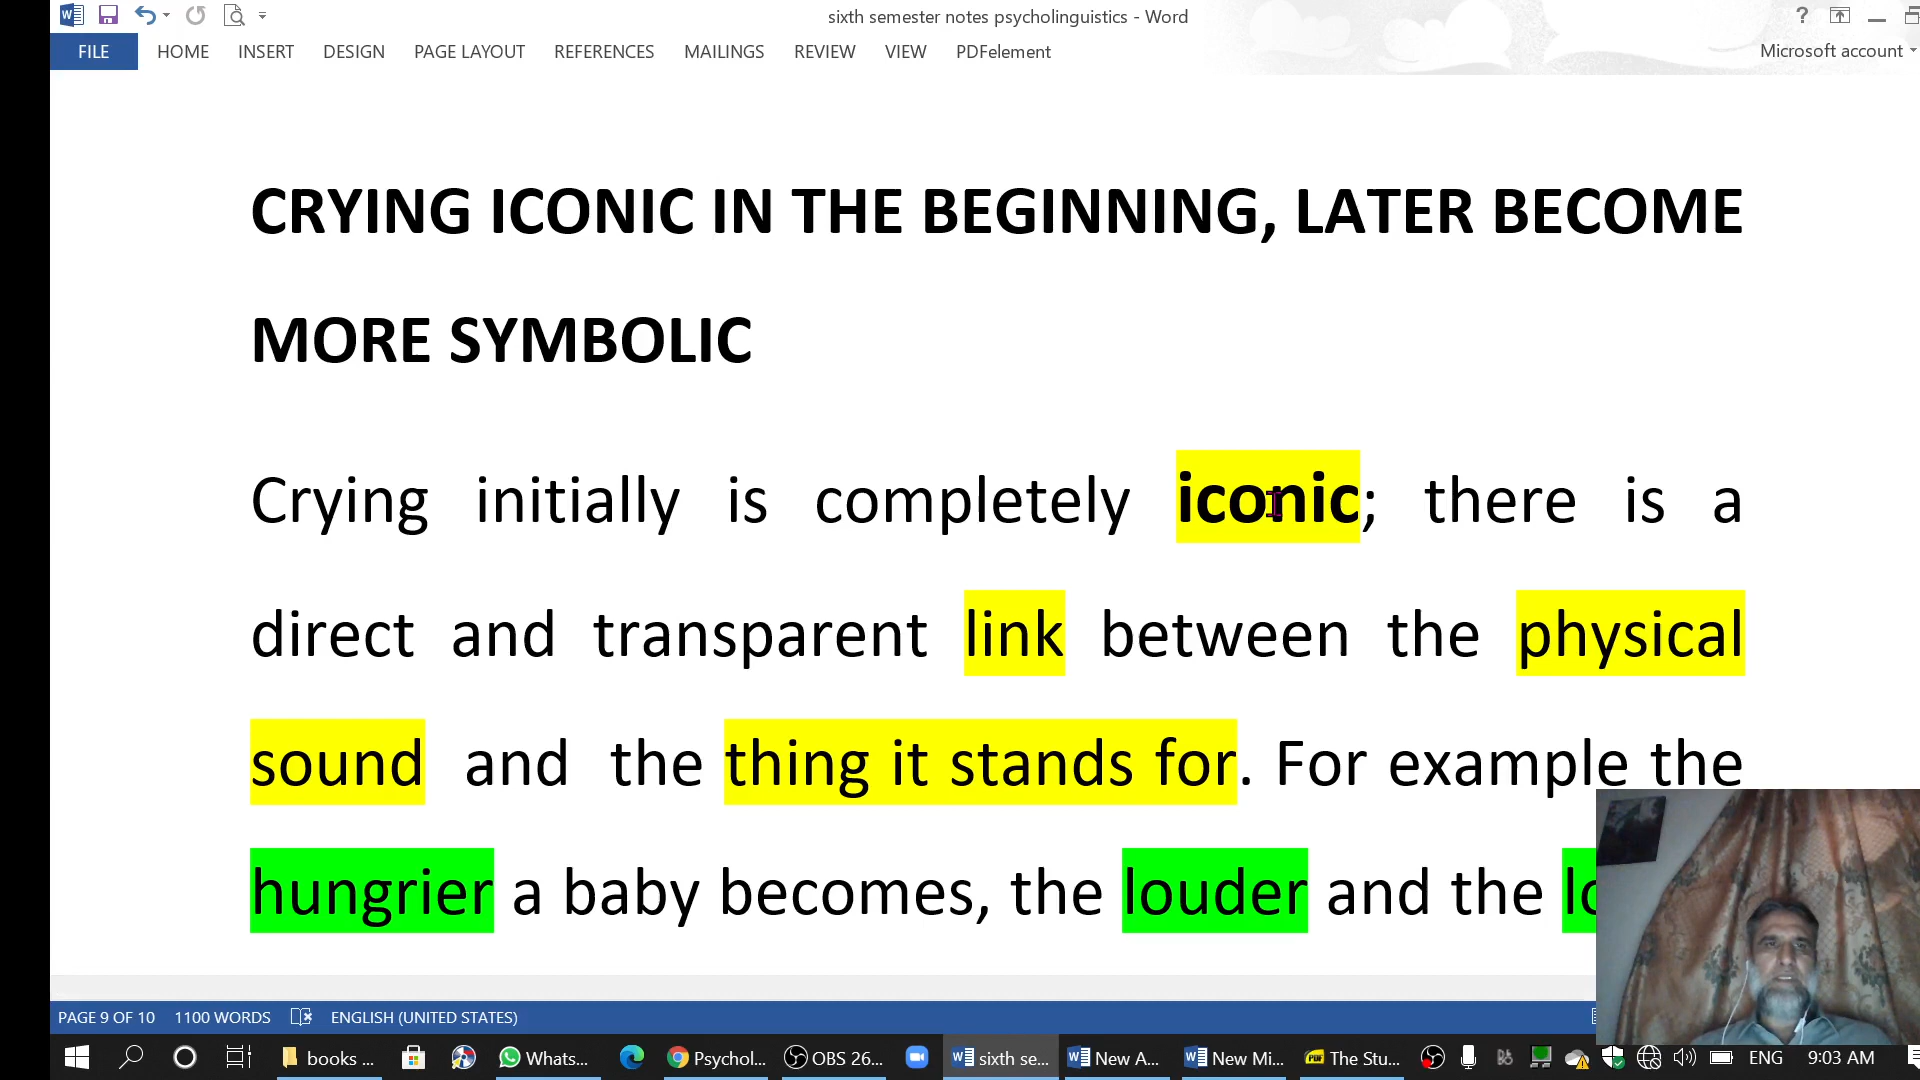 sixth semester notes psycholinguistics - Word
?
FILE HOME INSERT DESIGN PAGE LAYOUT REFERENCES MAILINGS REVIEW VIEW PDFelement Microsoft account
CRYING ICONIC IN THE BEGINNING, LATER BECOME
MORE SYMBOLIC
Crying initially is completely iconic; there is a
direct and transparent link between the physical
sound and the thing it stands for. For example the
hungrier a baby becomes, the louder and the
PAGE 9 OF 10 1100 WORDS ENGLISH (UNITED STATES)
books ... Whats... Psychol... OBS 26... sixth se... New A... New Mi... The Stu... ENG 9:03 AM